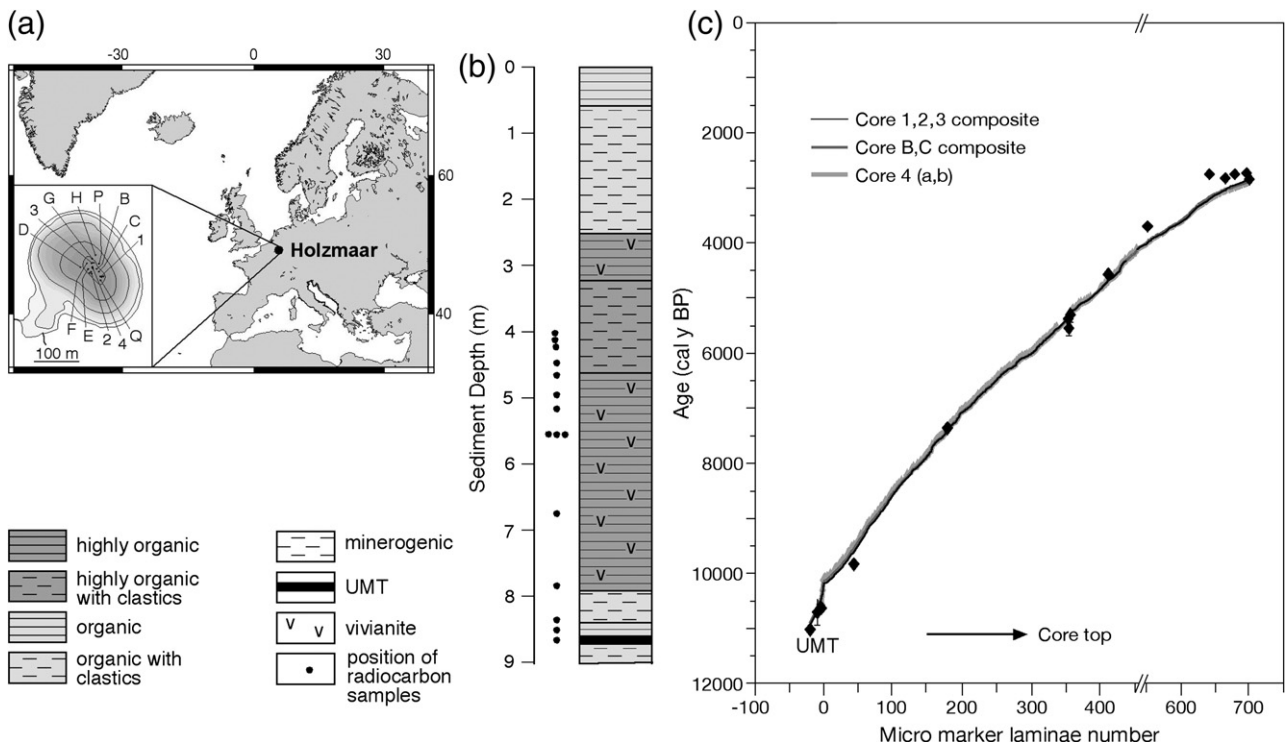 (a)
-30
0
30
60
40
Holzmaar
G
H
P
B
3
C
D
1
F
E
2
4
Q
100 m
highly organic
highly organic
with clastics
organic
organic with
clastics
minerogenic
UMT
v v
vivianite
position of
radiocarbon
samples
(b)
Sediment Depth (m)
0
1
2
3
4
5
6
7
8
9
v
v
v
v
v
v
v
v
v
v
(c)
Core 1,2,3 composite
Core B,C composite
Core 4 (a,b)
Age (cal y BP)
0
2000
4000
6000
8000
10000
12000
UMT
Core top
-100
0
100
200
300
400
600
700
Micro marker laminae number